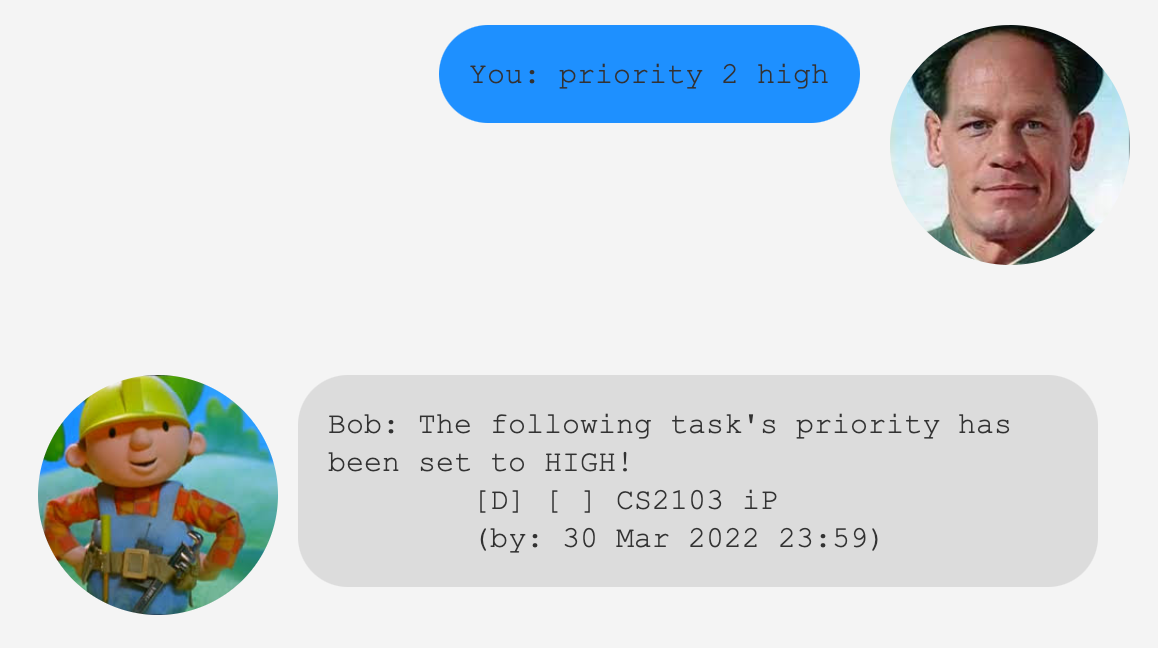 You: priority 2 high
Bob: The following task's priority has
been set to HIGH!
[D] [ ] CS2103 iP
(by: 30 Mar 2022 23:59)